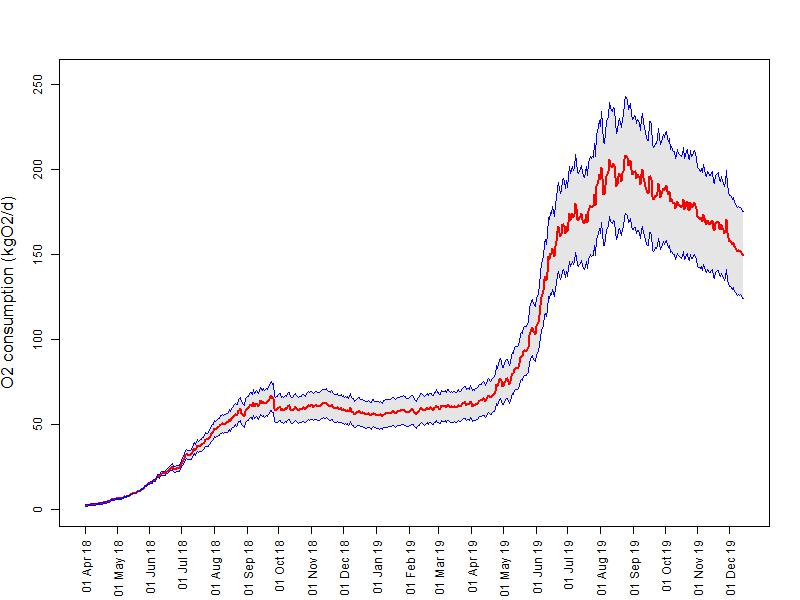 O2 consumption (kgO2/d)
250
200
150
100
50
0
01 Apr 18
01 May 18
01 Jun 18
01 Jul 18
01 Aug 18
01 Sep 18
01 Oct 18
01 Nov 18
01 Dec 18
01 Jan 19
01 Feb 19
01 Mar 19
01 Apr 19
01 May 19
01 Jun 19
01 Jul 19
01 Aug 19
01 Sep 19
01 Oct 19
01 Nov 19
01 Dec 19